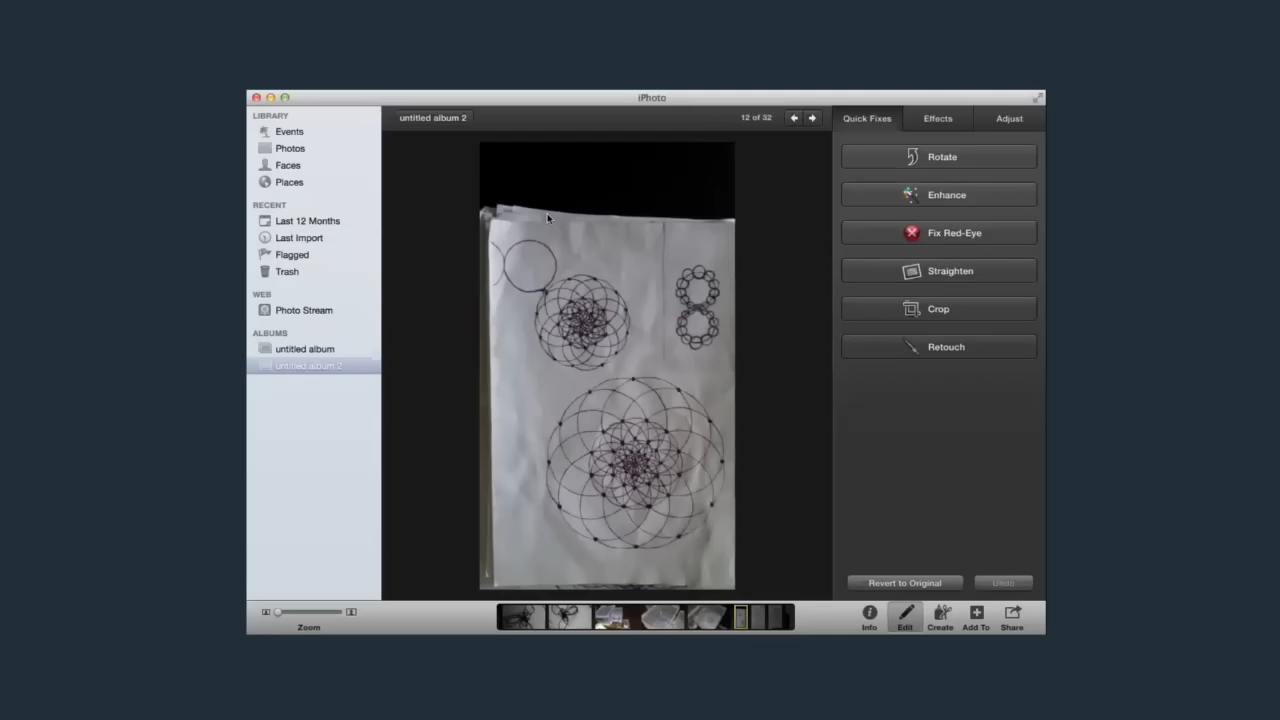 iPhoto
LIBRARY
Events
Photos
Faces
Places
RECENT
Last 12 Months
Last Import
Flagged
Trash
WEB
Photo Stream
ALBUMS
untitled album
untitled album 2
untitled album 2
12 of 32
Quick Fixes
Effects
Adjust
Rotate
Enhance
Fix Red-Eye
Straighten
Crop
Retouch
Revert to Original
Undo
Zoom
Info
Edit
Create
Add To
Share